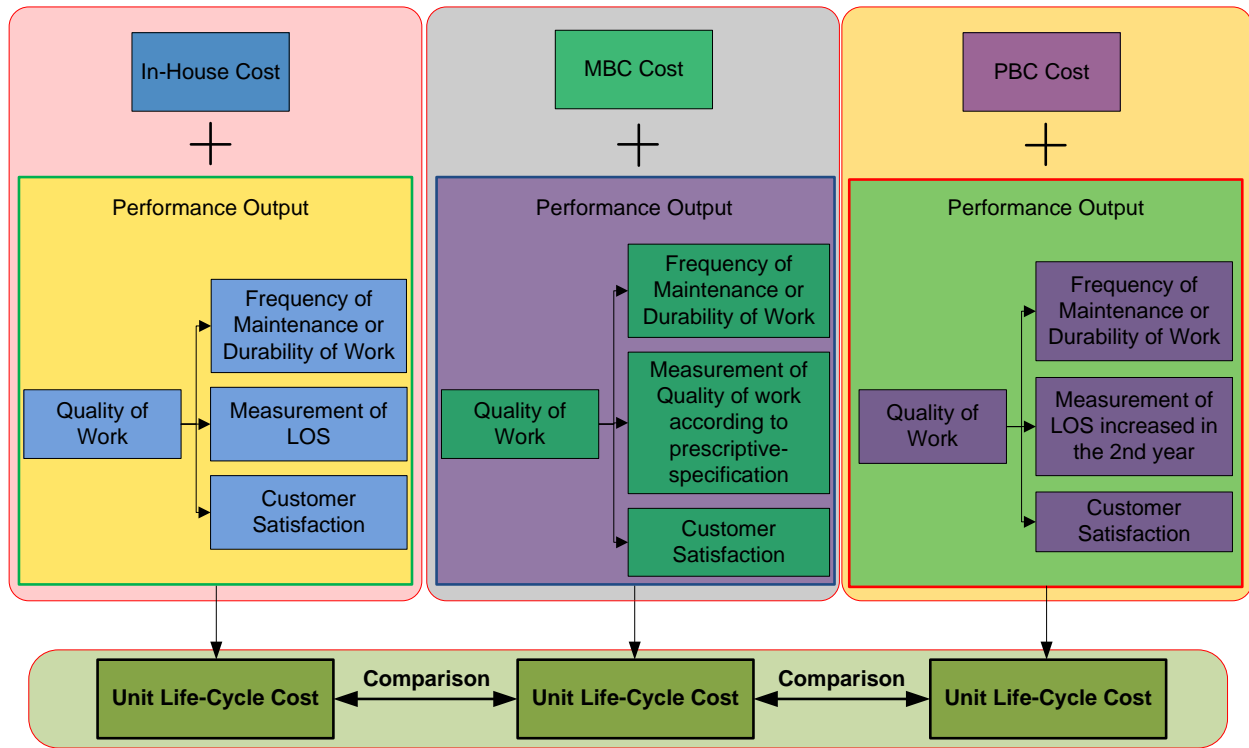 In-House Cost
Performance Output
Quality of
Work
Frequency of
Maintenance or
Durability of Work
Measurement of
LOS
Customer
Satisfaction
MBC Cost
Performance Output
Quality of
Work
Frequency of
Maintenance or
Durability of Work
Measurement of
Quality of work
according to
prescriptive-
specification
Customer
Satisfaction
PBC Cost
Performance Output
Quality of
Work
Frequency of
Maintenance or
Durability of Work
Measurement of
LOS increased in
the 2nd year
Customer
Satisfaction
Unit Life-Cycle Cost
Comparison
Unit Life-Cycle Cost
Comparison
Unit Life-Cycle Cost